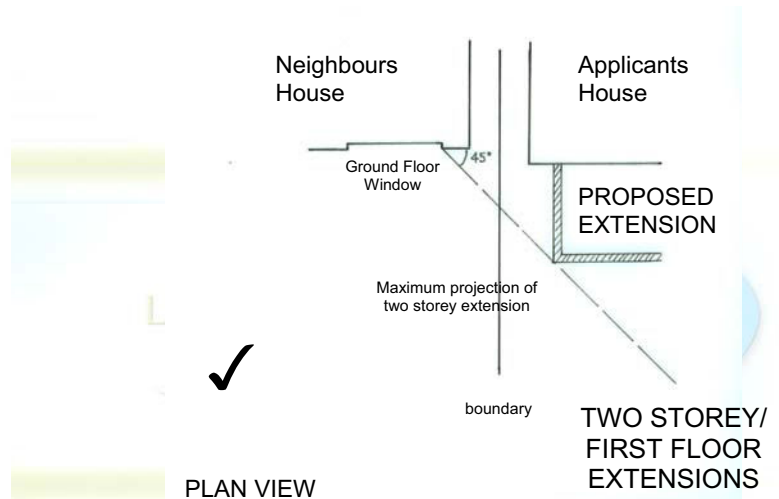 Neighbours
House
Applicants
House
45°
Ground Floor
Window
PROPOSED
EXTENSION
Maximum projection of
two storey extension
boundary
TWO STOREY/
FIRST FLOOR
EXTENSIONS
PLAN VIEW